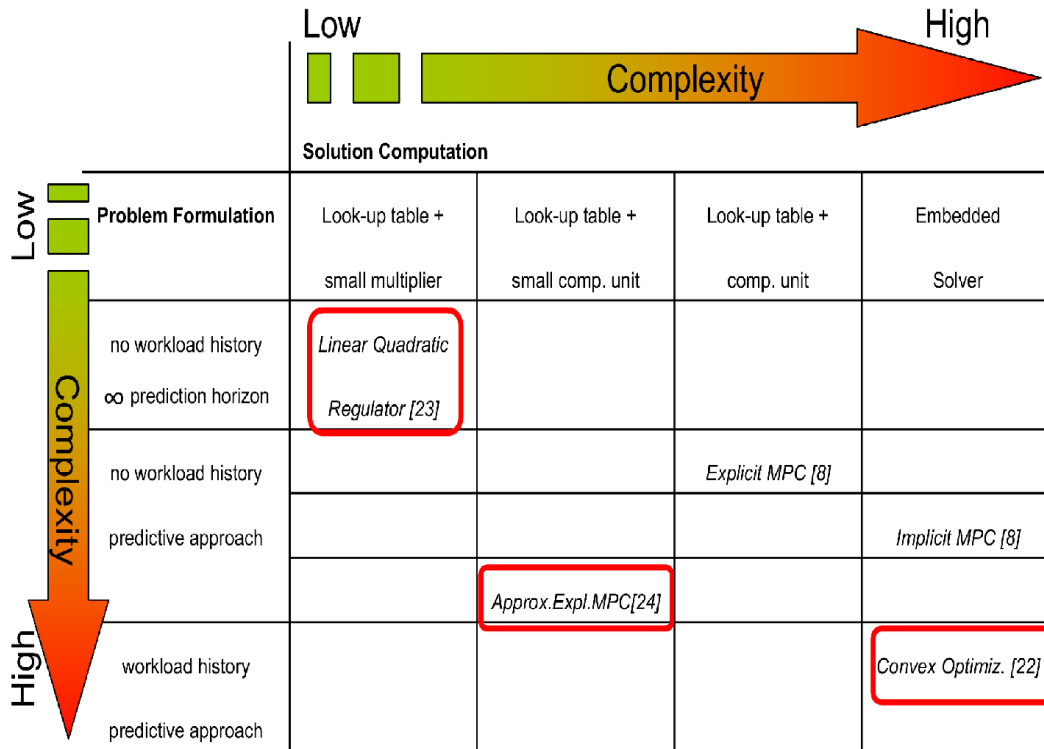 Low
High
Complexity
Solution Computation
Low
Problem Formulation
Look-up table +
small multiplier
Look-up table +
small comp. unit
Look-up table +
comp. unit
Embedded
Solver
Complexity
no workload history
∞ prediction horizon
Linear Quadratic
Regulator [23]
no workload history
predictive approach
Explicit MPC [8]
Implicit MPC [8]
Approx.Expl.MPC[24]
High
workload history
predictive approach
Convex Optimiz. [22]